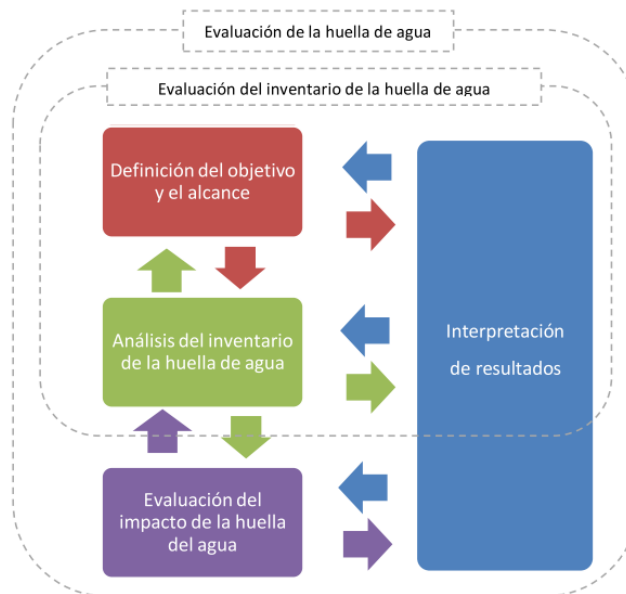 Evaluación de la huella de agua
Evaluación del inventario de la huella de agua
Definición del objetivo
y el alcance
Análisis del inventario
de la huella de agua
Interpretación
de resultados
Evaluación del
impacto de la huella
del agua